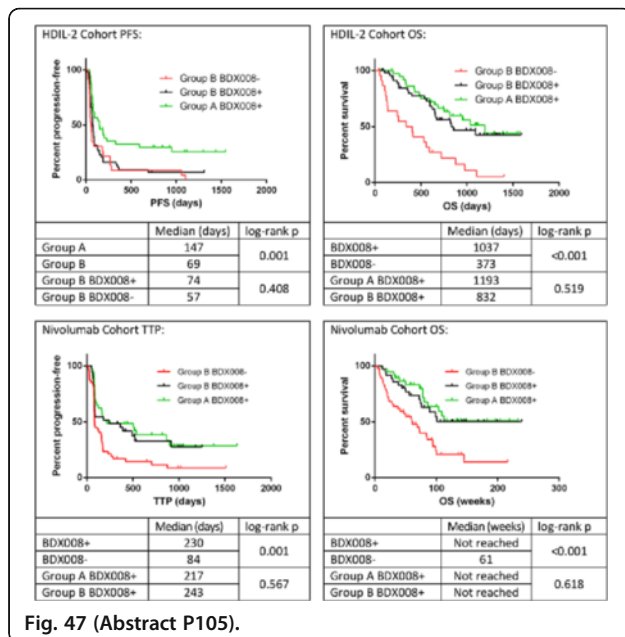 HDIL-2 Cohort PFS:
Percent progression-free
100
50
0
0 500 1000 1500 2000
PFS (days)
Group B BDX008-
Group B BDX008+
Group A BDX008+
Median (days) log-rank p
Group A 147 0.001
Group B 69
Group B BDX008+ 74 0.408
Group B BDX008- 57
HDIL-2 Cohort OS:
Percent survival
100
50
0
0 500 1000 1500 2000
OS (days)
Group B BDX008-
Group B BDX008+
Group A BDX008+
Median (days) log-rank p
BDX008+ 1037 <0.001
BDX008- 373
Group A BDX008+ 1193 0.519
Group B BDX008+ 832
Nivolumab Cohort TTP:
Percent progression-free
100
50
0
0 500 1000 1500 2000
TTP (days)
Group B BDX008-
Group B BDX008+
Group A BDX008+
Median (days) log-rank p
BDX008+ 230 0.001
BDX008- 84
Group A BDX008+ 217 0.567
Group B BDX008+ 243
Nivolumab Cohort OS:
Percent survival
100
50
0
0 100 200 300
OS (weeks)
Group B BDX008-
Group B BDX008+
Group A BDX008+
Median (weeks) log-rank p
BDX008+ Not reached <0.001
BDX008- 61
Group A BDX008+ Not reached 0.618
Group B BDX008+ Not reached
Fig. 47 (Abstract P105).